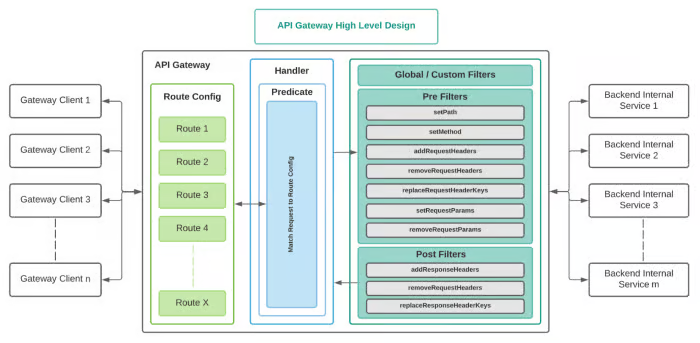 API Gateway High Level Design
API Gateway
Gateway Client 1
Gateway Client 2
Gateway Client 3
Gateway Client n
Route Config
Route 1
Route 2
Route 3
Route 4
Route X
Handler
Predicate
Match Request to Route Config
Global / Custom Filters
Pre Filters
setPath
setMethod
addRequestHeaders
removeRequestHeaders
replaceRequestHeaderKeys
setRequestParams
removeRequestParams
Post Filters
addResponseHeaders
removeRequestHeaders
replaceResponseHeaderKeys
Backend Internal
Service 1
Backend Internal
Service 2
Backend Internal
Service 3
Backend Internal
Service m